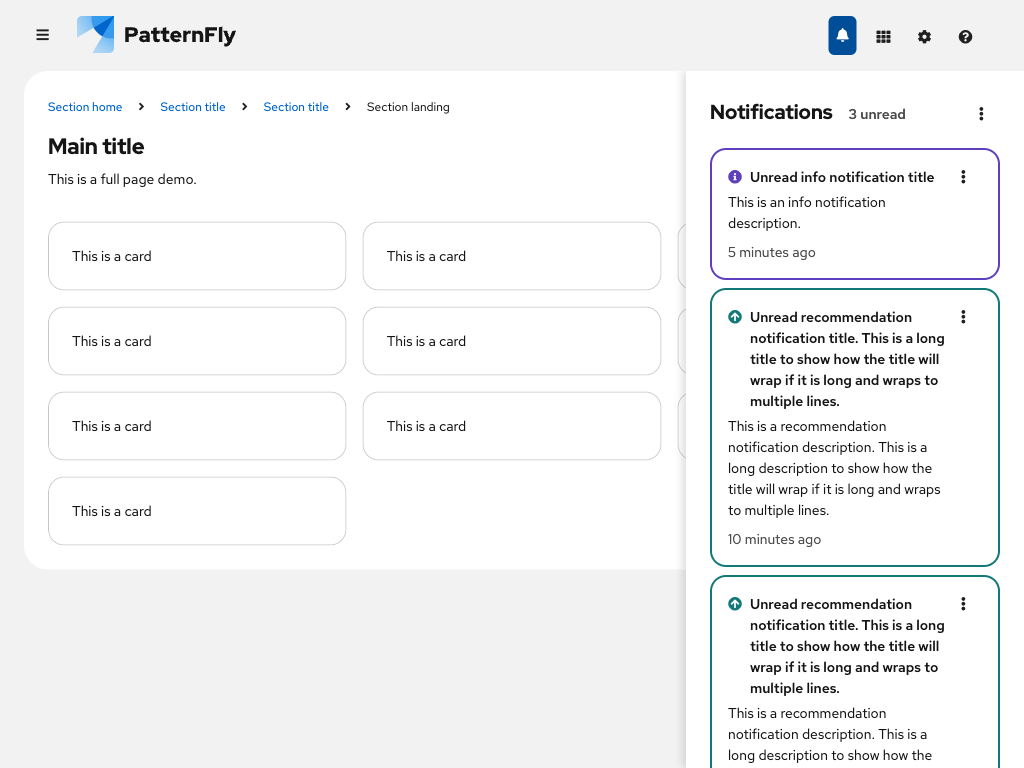 PatternFly
Section home
Section title
Section title
Section landing
Main title
This is a full page demo.
This is a card
This is a card
This is a card
This is a card
This is a card
This is a card
This is a card
Notifications
3 unread
Unread info notification title
This is an info notification
description.
5 minutes ago
Unread recommendation
notification title. This is a long
title to show how the title will
wrap if it is long and wraps to
multiple lines.
This is a recommendation
notification description. This is a
long description to show how the
title will wrap if it is long and wraps
to multiple lines.
10 minutes ago
Unread recommendation
notification title. This is a long
title to show how the title will
wrap if it is long and wraps to
multiple lines.
This is a recommendation
notification description. This is a
long description to show how the